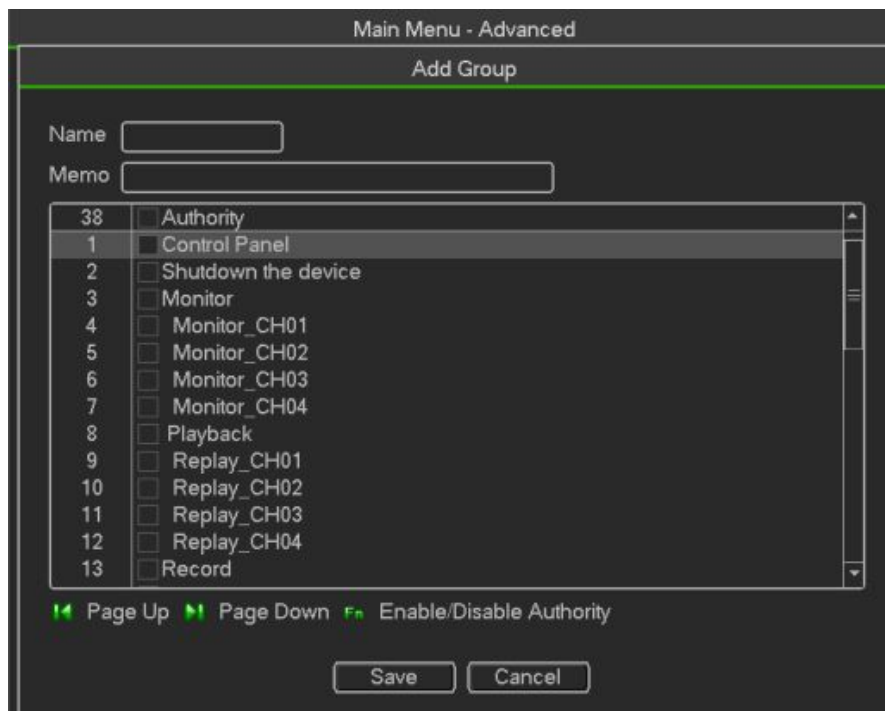 Main Menu - Advanced
Add Group
Name
Memo
38 Authority
1 Control Panel
2 Shutdown the device
3 Monitor
4 Monitor_CH01
5 Monitor_CH02
6 Monitor_CH03
7 Monitor_CH04
8 Playback
9 Replay_CH01
10 Replay_CH02
11 Replay_CH03
12 Replay_CH04
13 Record
Page Up Page Down Fn Enable/Disable Authority
Save Cancel